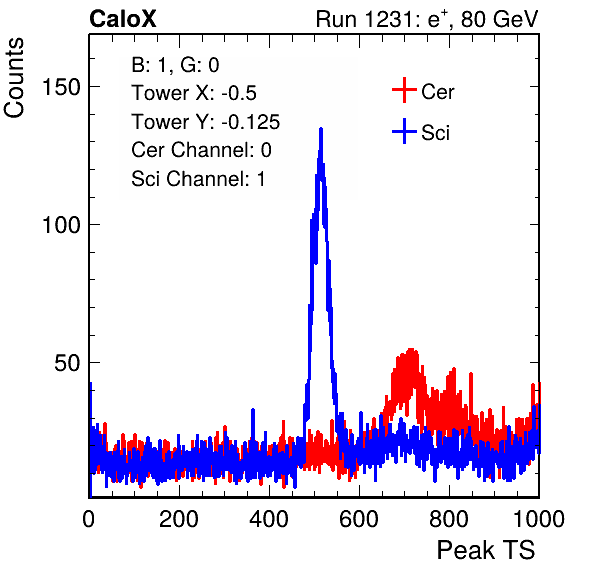 CaloX Run 1231: e⁺, 80 GeV
Counts
B: 1, G: 0
Tower X: -0.5
Tower Y: -0.125
Cer Channel: 0
Sci Channel: 1
Cer
Sci
150
100
50
0 200 400 600 800 1000
Peak TS